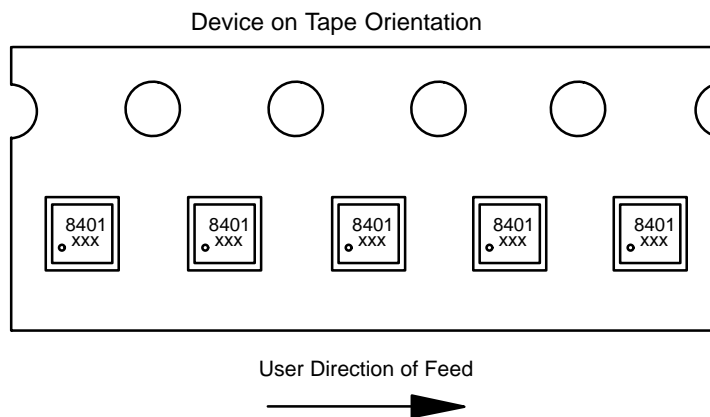 Device on Tape Orientation
8401
xxx
8401
xxx
8401
xxx
8401
xxx
8401
xxx
User Direction of Feed